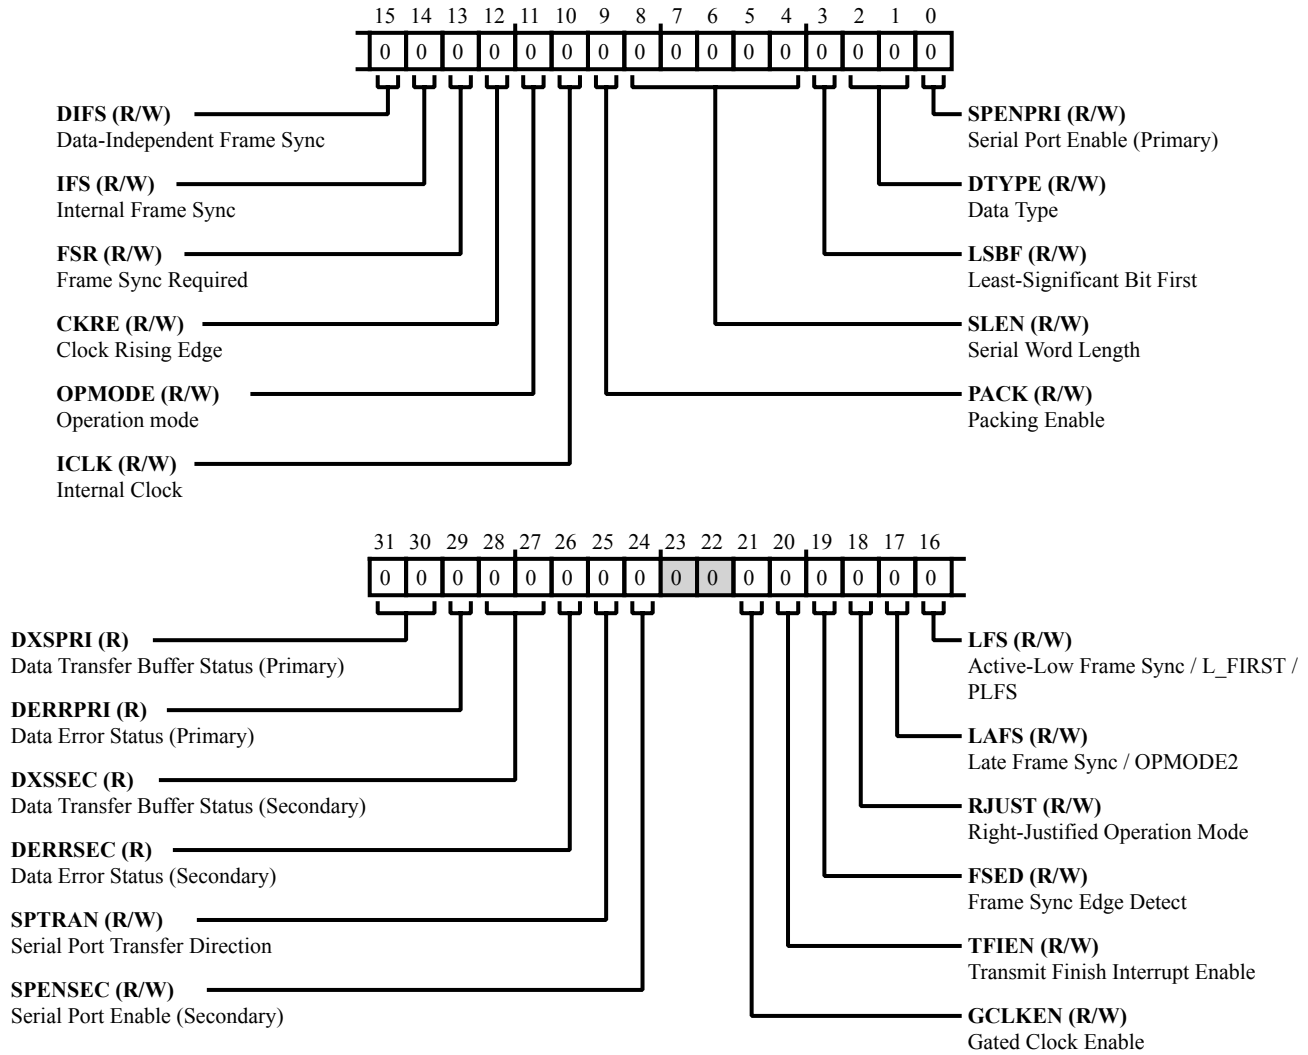 15 14 13 12 11 10 9 8 7 6 5 4 3 2 1 0
0 0 0 0 0 0 0 0 0 0 0 0 0 0 0 0
DIFS (R/W)
Data-Independent Frame Sync
IFS (R/W)
Internal Frame Sync
FSR (R/W)
Frame Sync Required
CKRE (R/W)
Clock Rising Edge
OPMODE (R/W)
Operation mode
ICLK (R/W)
Internal Clock
SPENPRI (R/W)
Serial Port Enable (Primary)
DTYPE (R/W)
Data Type
LSBF (R/W)
Least-Significant Bit First
SLEN (R/W)
Serial Word Length
PACK (R/W)
Packing Enable
31 30 29 28 27 26 25 24 23 22 21 20 19 18 17 16
0 0 0 0 0 0 0 0 0 0 0 0 0 0 0 0
DXSPRI (R)
Data Transfer Buffer Status (Primary)
DERRPRI (R)
Data Error Status (Primary)
DXSSEC (R)
Data Transfer Buffer Status (Secondary)
DERRSEC (R)
Data Error Status (Secondary)
SPTRAN (R/W)
Serial Port Transfer Direction
SPENSEC (R/W)
Serial Port Enable (Secondary)
LFS (R/W)
Active-Low Frame Sync / L_FIRST /
PLFS
LAFS (R/W)
Late Frame Sync / OPMODE2
RJUST (R/W)
Right-Justified Operation Mode
FSED (R/W)
Frame Sync Edge Detect
TFIEN (R/W)
Transmit Finish Interrupt Enable
GCLKEN (R/W)
Gated Clock Enable